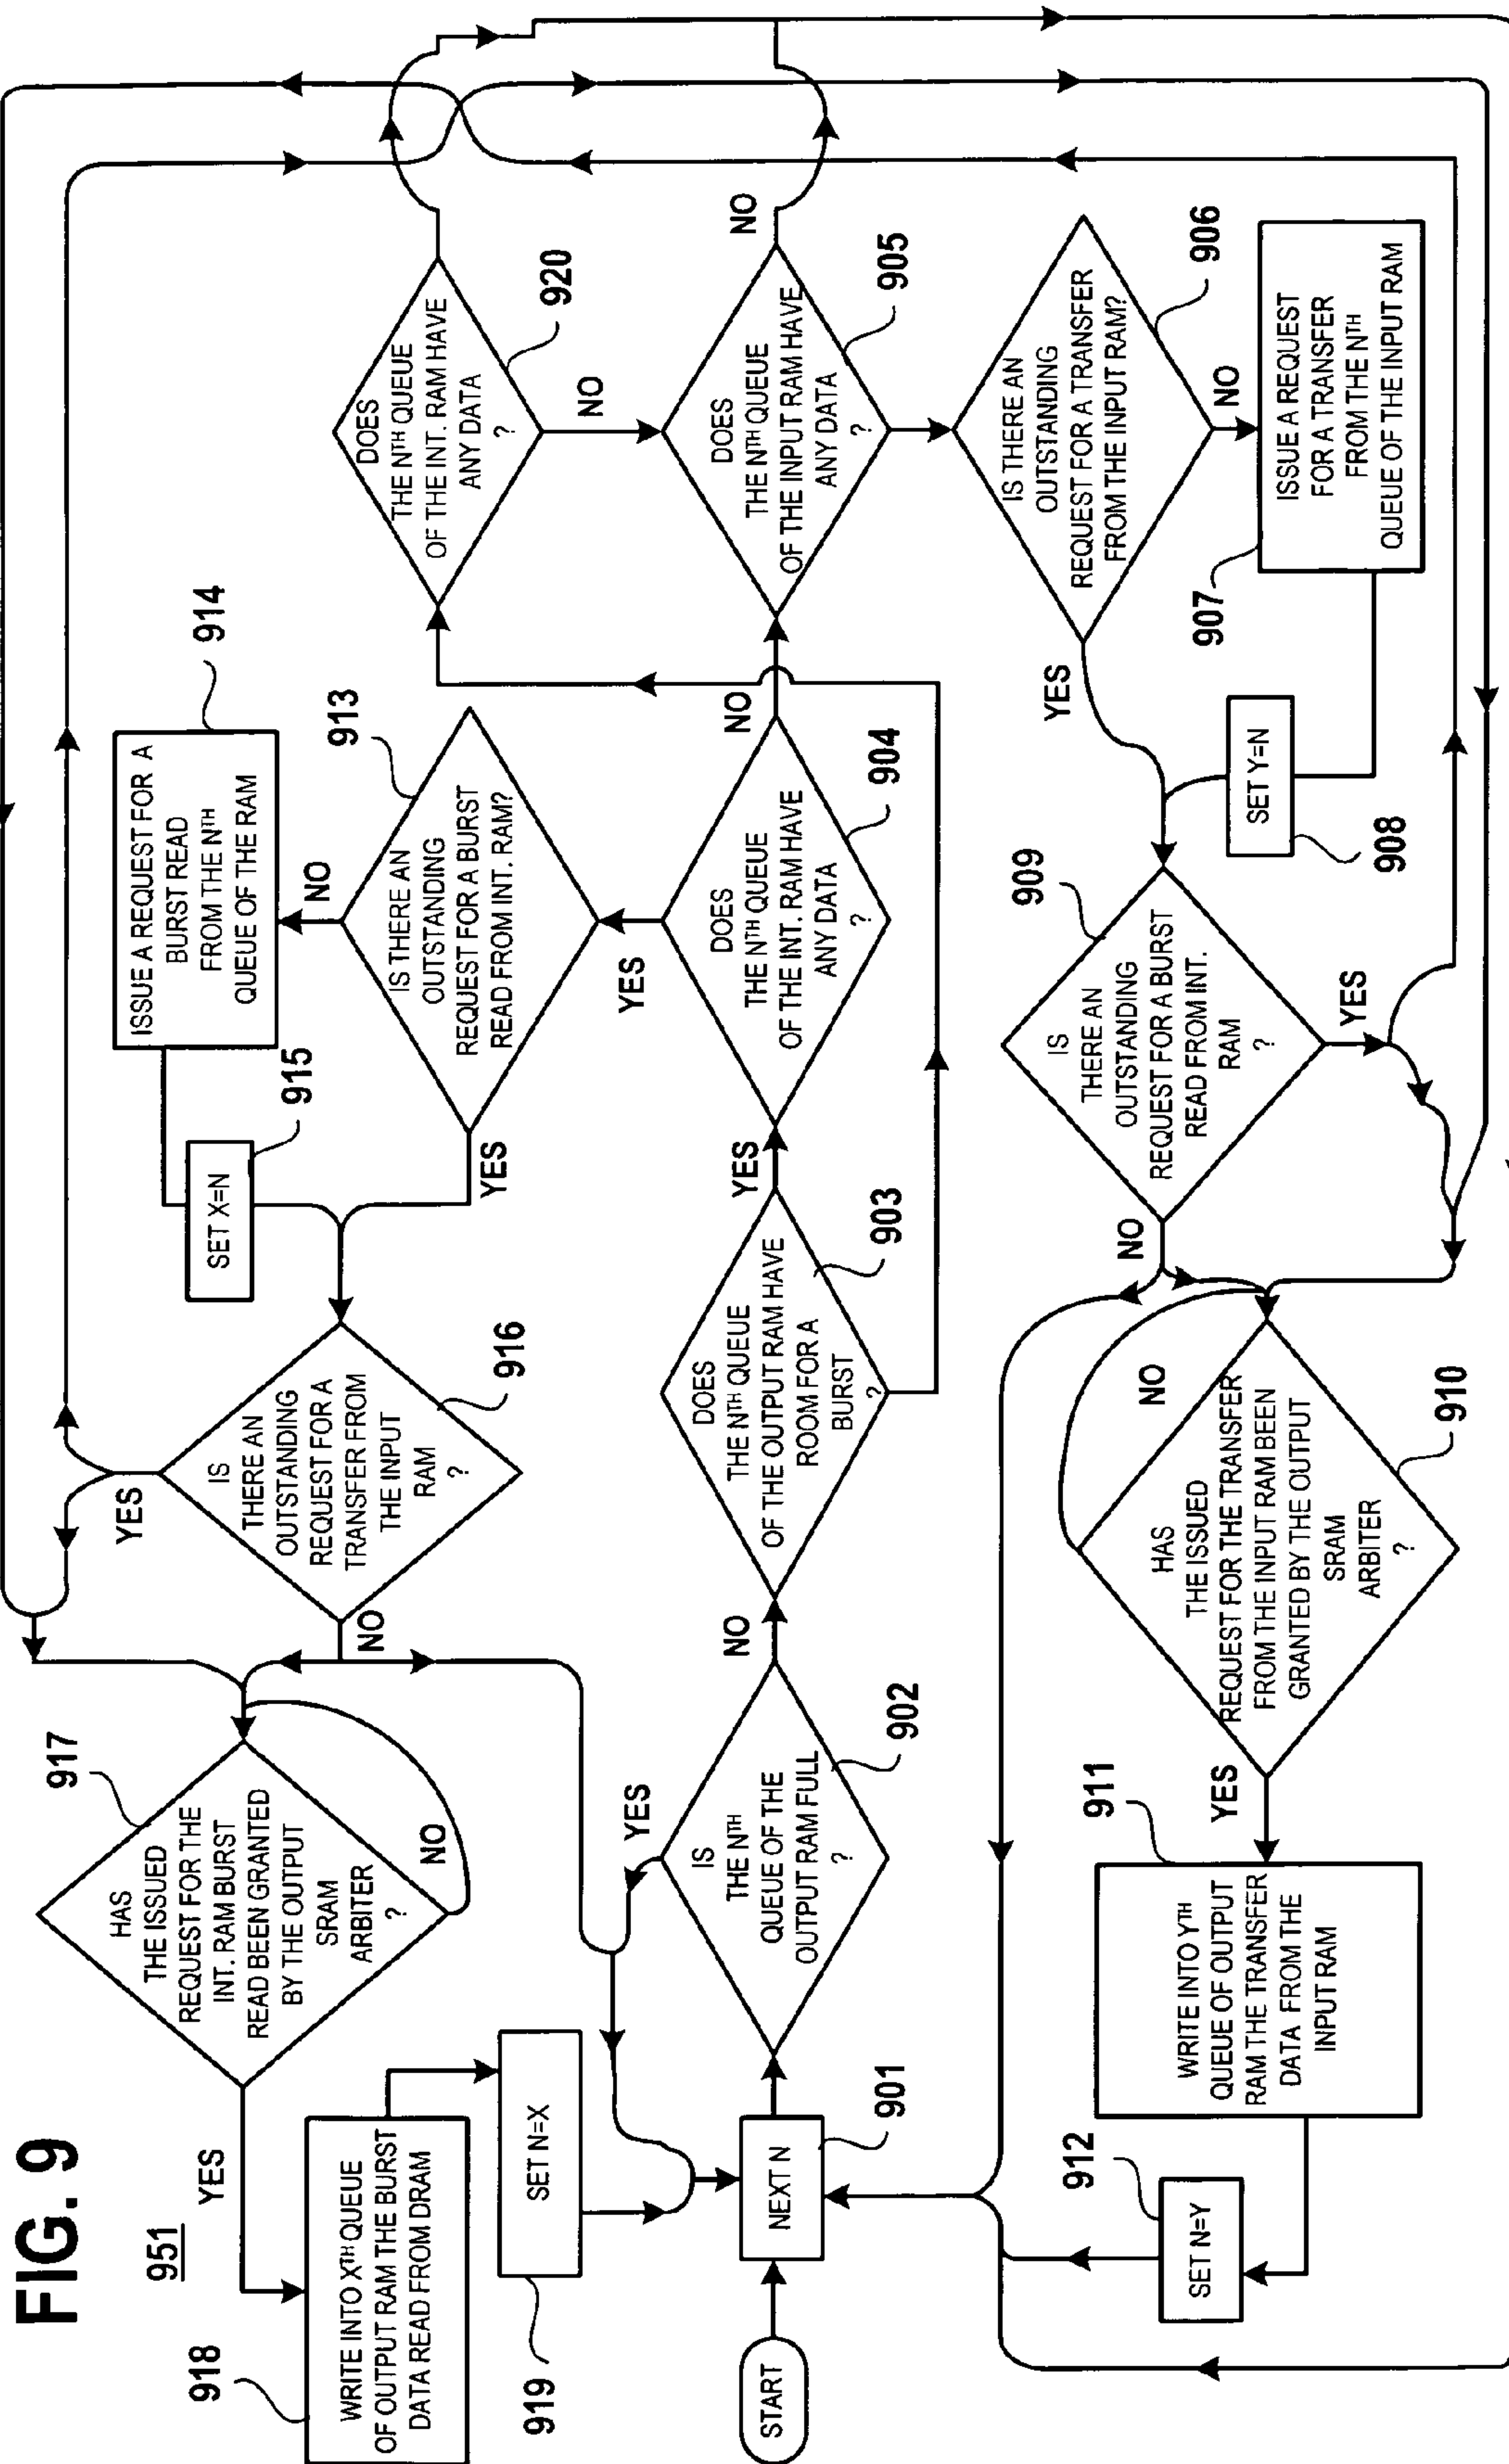 FIG. 9
951
START
NEXT N
901
IS
THE NTH
QUEUE OF THE
OUTPUT RAM FULL
?
902
YES
NO
DOES
THE NTH QUEUE
OF THE OUTPUT RAM HAVE
ROOM FOR A
BURST
?
903
YES
DOES
THE NTH QUEUE
OF THE INT. RAM HAVE
ANY DATA
?
904
YES
NO
DOES
THE NTH QUEUE
OF THE INPUT RAM HAVE
ANY DATA
?
905
NO
IS THERE AN
OUTSTANDING
REQUEST FOR A TRANSFER
FROM THE INPUT RAM?
906
YES
NO
ISSUE A REQUEST
FOR A TRANSFER
FROM THE NTH
QUEUE OF THE INPUT RAM
907
SET Y=N
908
IS
THERE AN
OUTSTANDING
REQUEST FOR A BURST
READ FROM INT.
RAM
?
909
YES
NO
HAS
THE ISSUED
REQUEST FOR THE TRANSFER
FROM THE INPUT RAM BEEN
GRANTED BY THE OUTPUT
SRAM
ARBITER
?
910
NO
YES
WRITE INTO YTH
QUEUE OF OUTPUT
RAM THE TRANSFER
DATA FROM THE
INPUT RAM
911
SET N=Y
912
IS THERE AN
OUTSTANDING
REQUEST FOR A BURST
READ FROM INT. RAM?
913
NO
YES
ISSUE A REQUEST FOR A
BURST READ
FROM THE NTH
QUEUE OF THE RAM
914
SET X=N
915
IS
THERE AN
OUTSTANDING
REQUEST FOR A
TRANSFER FROM
THE INPUT
RAM
?
916
YES
NO
HAS
THE ISSUED
REQUEST FOR THE
INT. RAM BURST
READ BEEN GRANTED
BY THE OUTPUT
SRAM
ARBITER
?
917
NO
YES
WRITE INTO XTH QUEUE
OF OUTPUT RAM THE BURST
DATA READ FROM DRAM
918
SET N=X
919
DOES
THE NTH QUEUE
OF THE INT. RAM HAVE
ANY DATA
?
920
NO